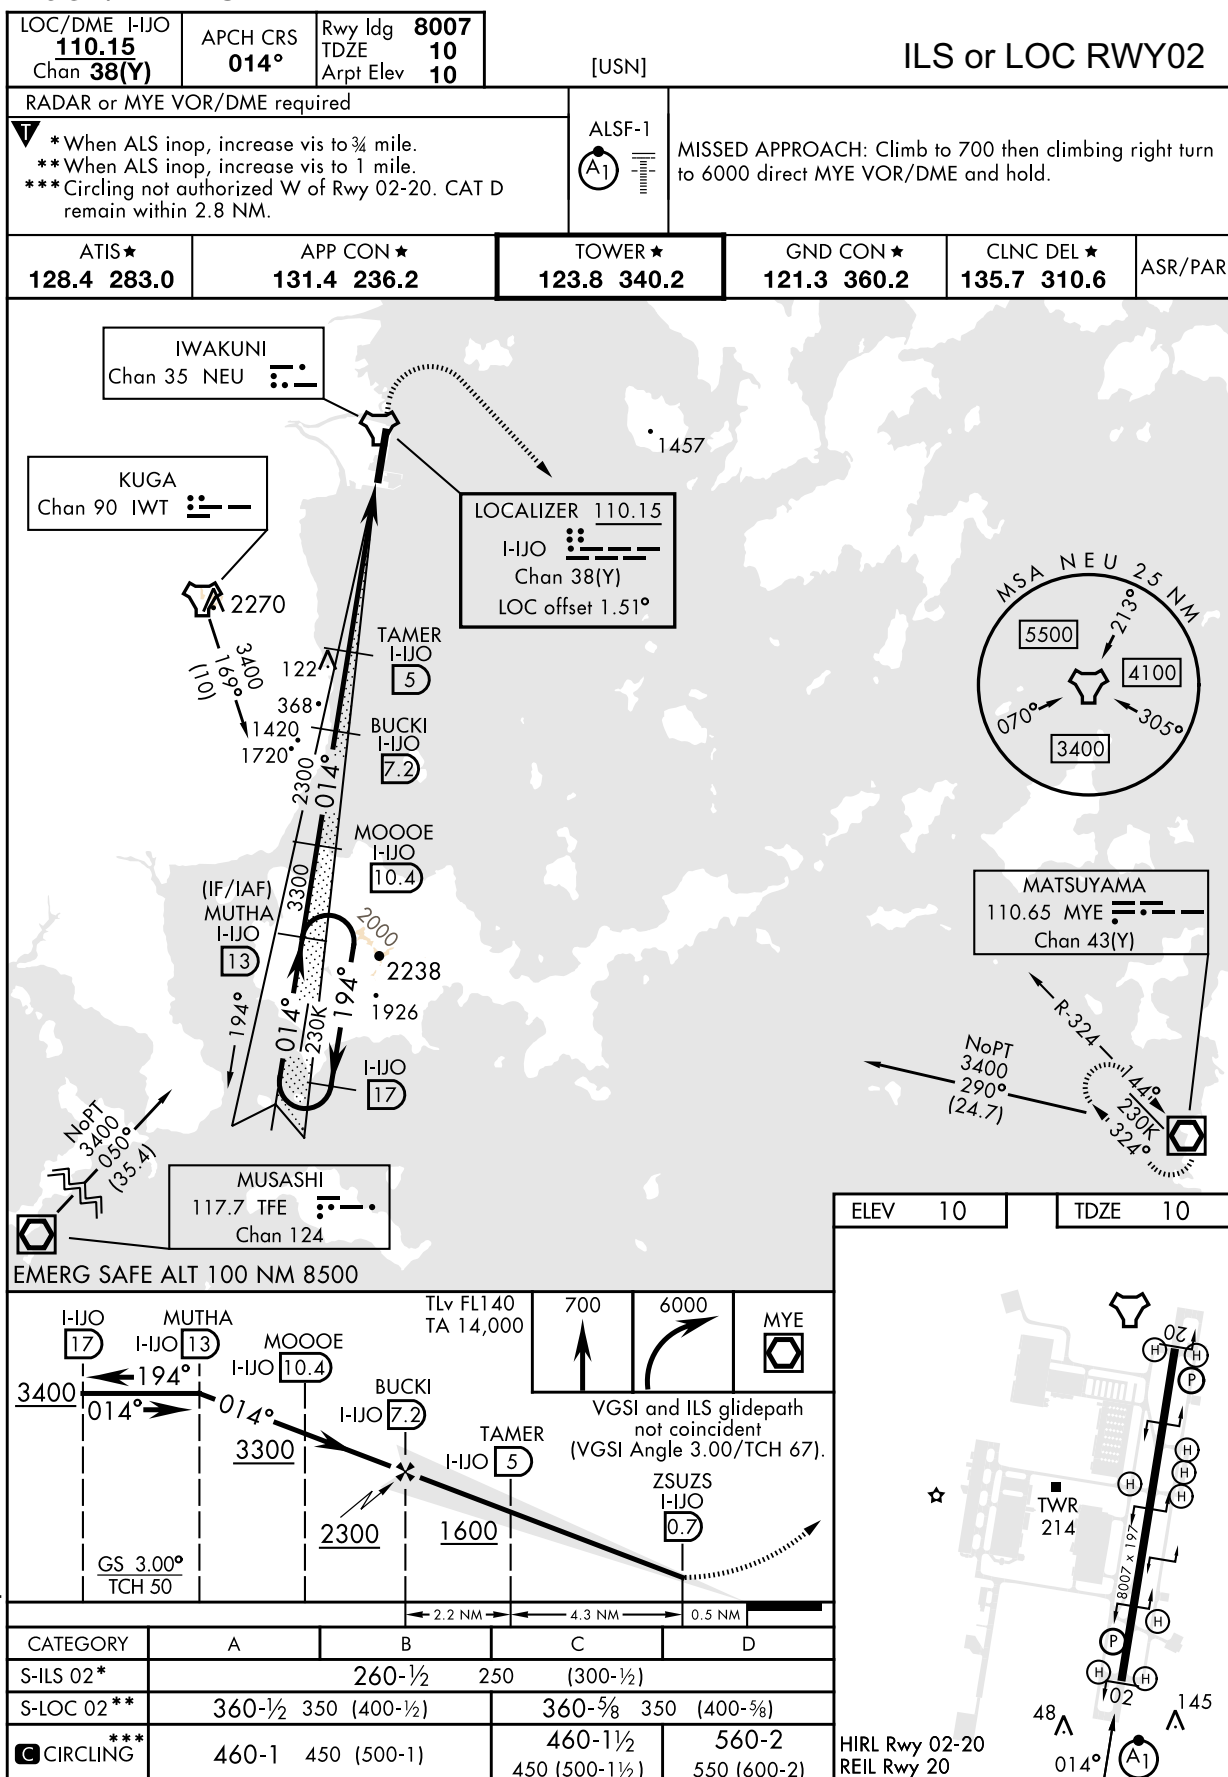 LOC/DME I-IJO
110.15
Chan 38(Y)
APCH CRS
014°
Rwy ldg 8007
TDZE 10
Arpt Elev 10
[USN]
ILS or LOC RWY02
RADAR or MYE VOR/DME required
T
* When ALS inop, increase vis to ¾ mile.
** When ALS inop, increase vis to 1 mile.
*** Circling not authorized W of Rwy 02-20. CAT D
remain within 2.8 NM.
ALSF-1
A1
MISSED APPROACH: Climb to 700 then climbing right turn
to 6000 direct MYE VOR/DME and hold.
ATIS★
128.4 283.0
APP CON★
131.4 236.2
TOWER★
123.8 340.2
GND CON★
121.3 360.2
CLNC DEL★
135.7 310.6
ASR/PAR
IWAKUNI
Chan 35 NEU
1457
KUGA
Chan 90 IWT
LOCALIZER 110.15
I-IJO
Chan 38(Y)
LOC offset 1.51°
2270
3400
169°
(10)
MSA NEU 25 NM
213°
5500
4100
070°
305°
3400
TAMER
I-IJO
5
122
368
1420
1720
BUCKI
I-IJO
7.2
2300
014°
MOOOE
I-IJO
10.4
3300
(IF/IAF)
MUTHA
I-IJO
13
2000
2238
1926
194°
014°
230K
194°
I-IJO
17
MATSUYAMA
110.65 MYE
Chan 43(Y)
R-324
NoPT
3400
290°
(24.7)
144°
230K
324°
NoPT
3400
050°
(35.4)
MUSASHI
117.7 TFE
Chan 124
EMERG SAFE ALT 100 NM 8500
ELEV 10
TDZE 10
I-IJO
17
MUTHA
I-IJO 13
MOOOE
I-IJO 10.4
BUCKI
I-IJO 7.2
TAMER
I-IJO 5
ZSUZS
I-IJO
0.7
TLv FL140
TA 14,000
700
6000
MYE
VGSI and ILS glidepath
not coincident
(VGSI Angle 3.00/TCH 67).
3400
194°
014°
014°
3300
2300
1600
GS 3.00°
TCH 50
2.2 NM
4.3 NM
0.5 NM
CATEGORY A B C D
S-ILS 02* 260-½ 250 (300-½)
S-LOC 02** 360-½ 350 (400-½) 360-⅝ 350 (400-⅝)
C CIRCLING*** 460-1 450 (500-1)
460-1½
450 (500-1½)
560-2
550 (600-2)
20
H
H
P
H
H
H
H
TWR
214
8007 x 197
H
P
H
H
02
48
145
014°
A1
HIRL Rwy 02-20
REIL Rwy 20